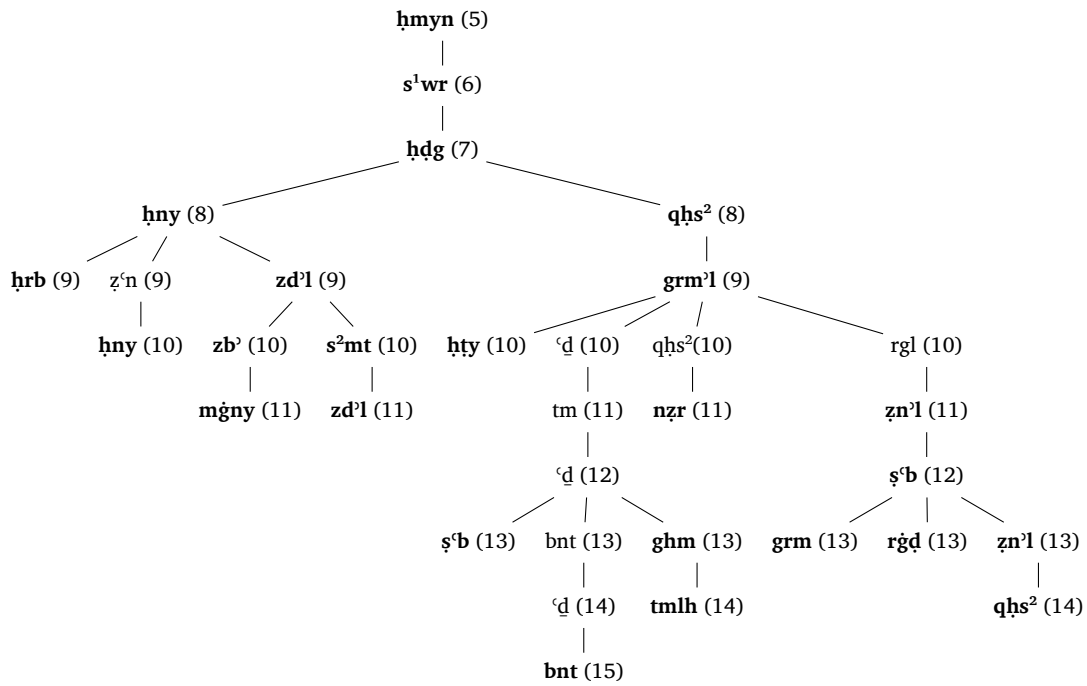 ḥmyn (5)
s¹wr (6)
ḥḍg (7)
ḥny (8) qḥs² (8)
ḥrb (9) ẓʿn (9) zdʾl (9) grmʾl (9)
ḥny (10) zbʾ (10) s²mt (10) ḥṭy (10) ʿḏ (10) qḥs²(10) rgl (10)
mġny (11) zdʾl (11) tm (11) nẓr (11) ẓnʾl (11)
ʿḏ (12) ṣʿb (12)
ṣʿb (13) bnt (13) ghm (13) grm (13) rġḍ (13) ẓnʾl (13)
ʿḏ (14) tmlh (14) qḥs² (14)
bnt (15)